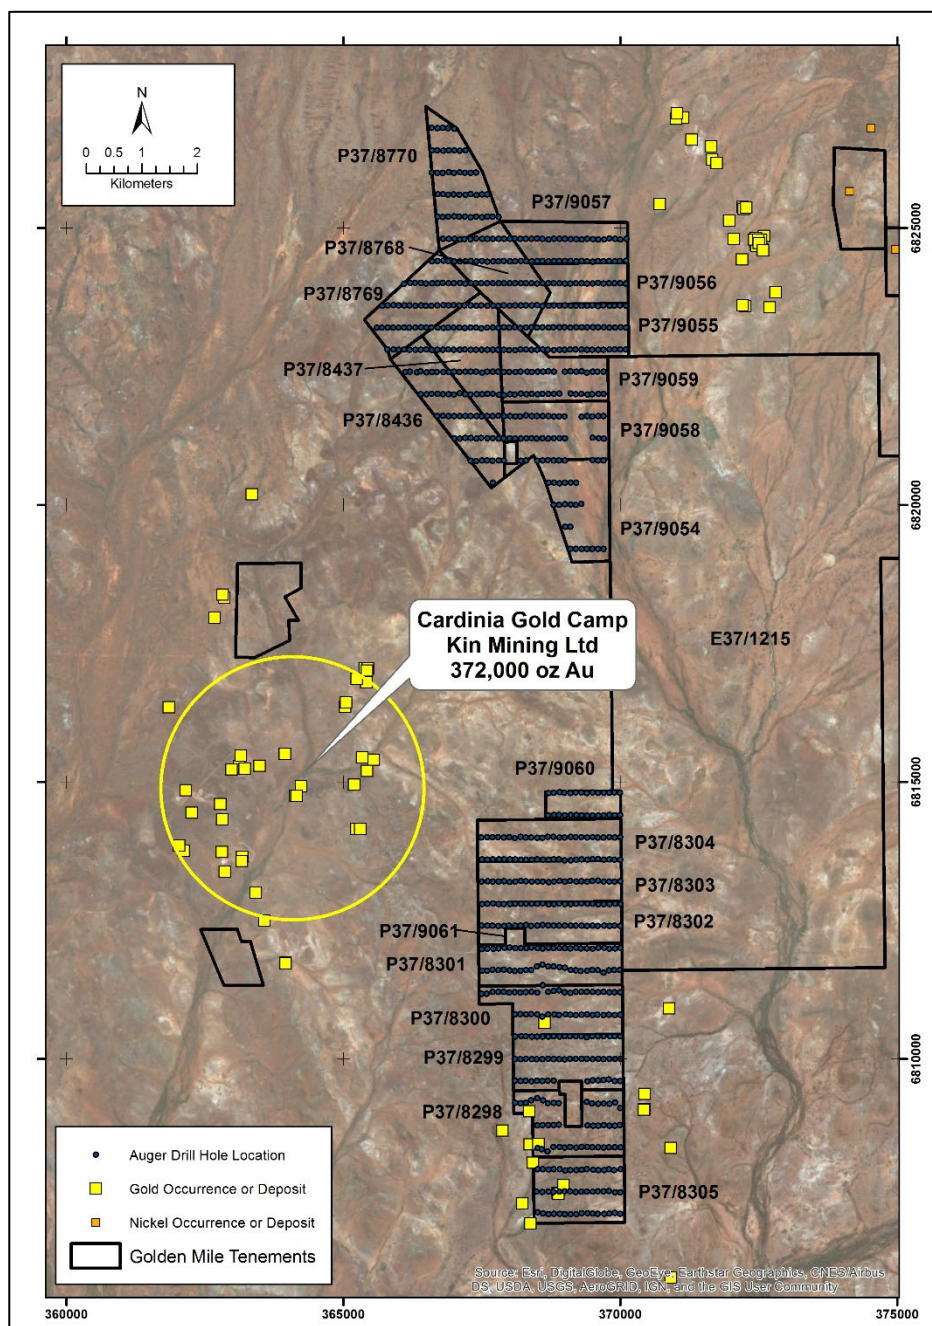 N
0 0.5 1 2
Kilometers
P37/8770
P37/9057
P37/8768
P37/8769
P37/9056
P37/9055
P37/8437
P37/9059
P37/8436
P37/9058
P37/9054
Cardinia Gold Camp
Kin Mining Ltd
372,000 oz Au
E37/1215
P37/9060
P37/8304
P37/8303
P37/8302
P37/9061
P37/8301
P37/8300
P37/8299
P37/8298
P37/8305
Auger Drill Hole Location
Gold Occurrence or Deposit
Nickel Occurrence or Deposit
Golden Mile Tenements
Source: Esri, DigitalGlobe, GeoEye, Earthstar Geographics, CNES/Airbus
DS, USDA, USGS, AeroGRID, IGN, and the GIS User Community
6825000
6820000
6815000
6810000
360000 365000 370000 375000